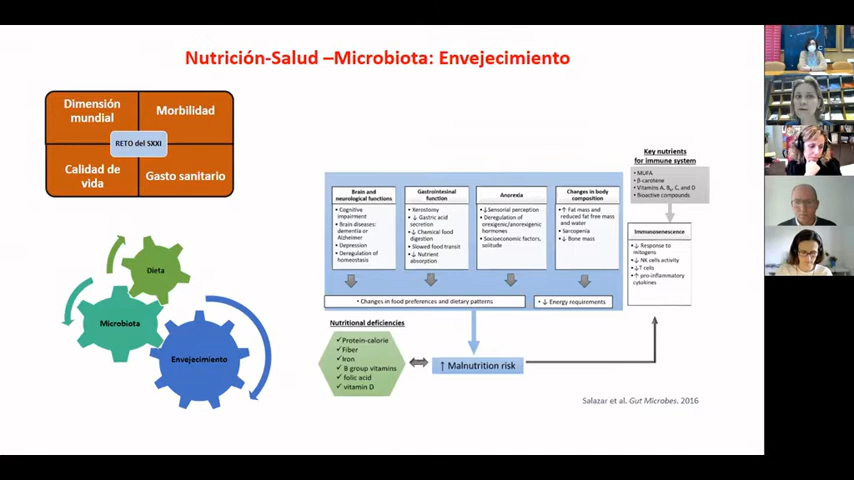 Nutrición-Salud –Microbiota: Envejecimiento
Dimensión
mundial
Morbilidad
RETO del SXXI
Calidad de
vida
Gasto sanitario
Dieta
Microbiota
Envejecimiento
Brain and
neurological functions
• Cognitive
impairment
• Brain diseases:
dementia or
Alzheimer
• Depression
• Deregulation of
homeostasis
Gastrointestinal
function
• Xerostomy
• ↓ Gastric acid
secretion
• ↓ Chemical food
digestion
• Slowed food transit
• ↓ Nutrient
absorption
Anorexia
• ↓Sensorial perception
• Deregulation of
orexigenic/anorexigenic
hormones
• Socioeconomic factors,
solitude
Changes in body
composition
• ↑ Fat mass and
reduced fat free mass
and water
• Sarcopenia
• ↓ Bone mass
• Changes in food preferences and dietary patterns
• ↓ Energy requirements
Key nutrients
for immune system
• MUFA
• β-carotene
• Vitamins A, B₆, C, and D
• Bioactive compounds
Immunosenescence
• ↓ Response to
mitogens
• ↓ NK cells activity
• ↓T cells
• ↑ pro-inflammatory
cytokines
Nutritional deficiencies
✓Protein-calorie
✓Fiber
✓Iron
✓ B group vitamins
✓ folic acid
✓ vitamin D
↑ Malnutrition risk
Salazar et al. Gut Microbes. 2016